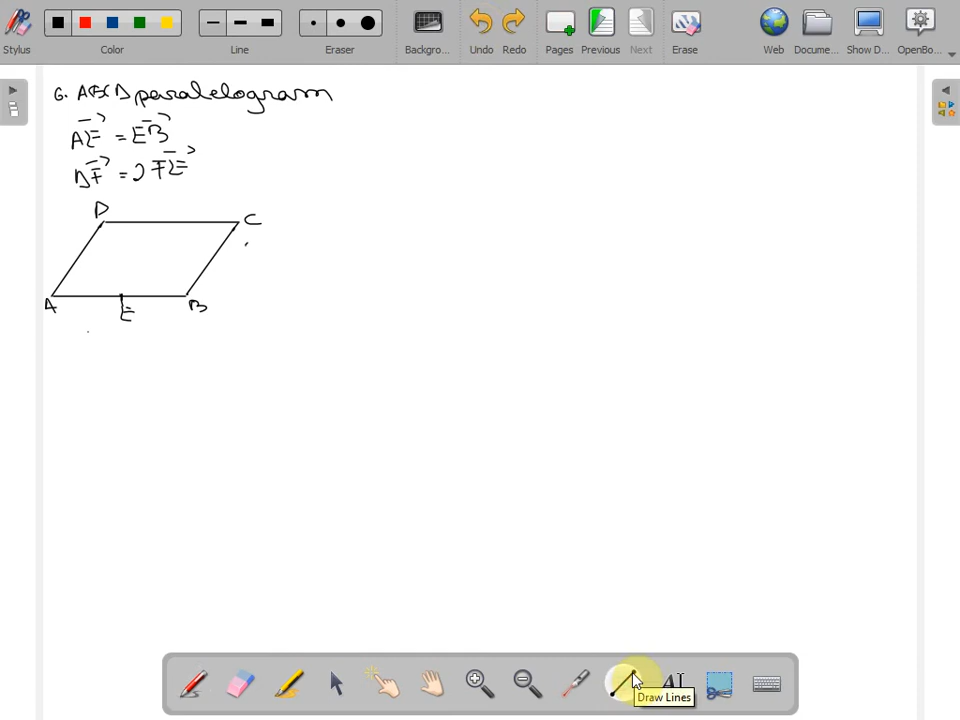 Stylus
Color
Line
Eraser
Backgro...
Undo
Redo
Pages
Previous
Next
Erase
Web
Docume...
Show D...
OpenBo...
6. ABCD paralelogram
AE = EB
DF = 2 FE
D
C
A
E
B
AI
Draw Lines